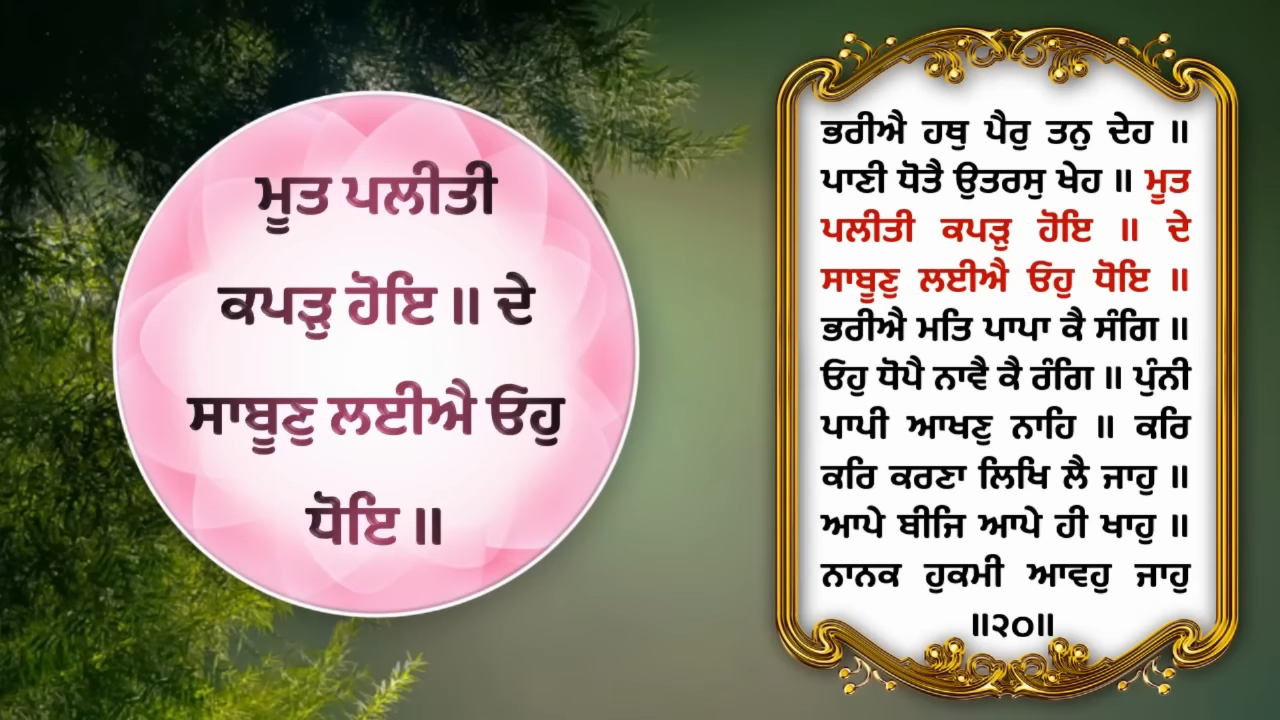 ਮੂਤ ਪਲੀਤੀ
ਕਪੜੁ ਹੋਇ ॥ ਦੇ
ਸਾਬੂਣੁ ਲਈਐ ਓਹੁ
ਧੋਇ ॥
ਭਰੀਐ ਹਥੁ ਪੈਰੁ ਤਨੁ ਦੇਹ ॥
ਪਾਣੀ ਧੋਤੈ ਉਤਰਸੁ ਖੇਹ ॥ ਮੂਤ
ਪਲੀਤੀ ਕਪੜੁ ਹੋਇ ॥ ਦੇ
ਸਾਬੂਣੁ ਲਈਐ ਓਹੁ ਧੋਇ ॥
ਭਰੀਐ ਮਤਿ ਪਾਪਾ ਕੈ ਸੰਗਿ ॥
ਓਹੁ ਧੋਪੈ ਨਾਵੈ ਕੈ ਰੰਗਿ ॥ ਪੁੰਨੀ
ਪਾਪੀ ਆਖਣੁ ਨਾਹਿ ॥ ਕਰਿ
ਕਰਿ ਕਰਣਾ ਲਿਖਿ ਲੈ ਜਾਹੁ ॥
ਆਪੇ ਬੀਜਿ ਆਪੇ ਹੀ ਖਾਹੁ ॥
ਨਾਨਕ ਹੁਕਮੀ ਆਵਹੁ ਜਾਹੁ
॥੨੦॥